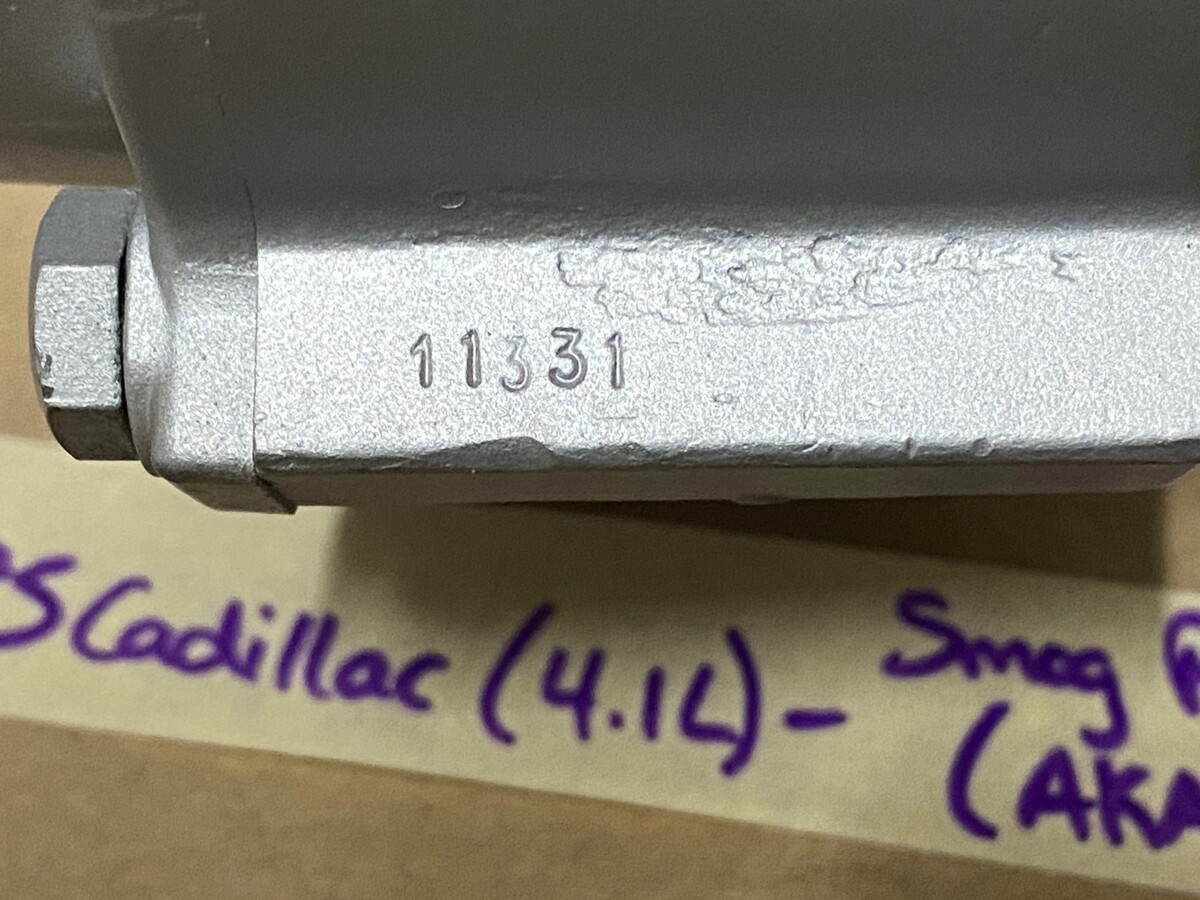 11331
Cadillac (4.1L) - Smog
(AKA